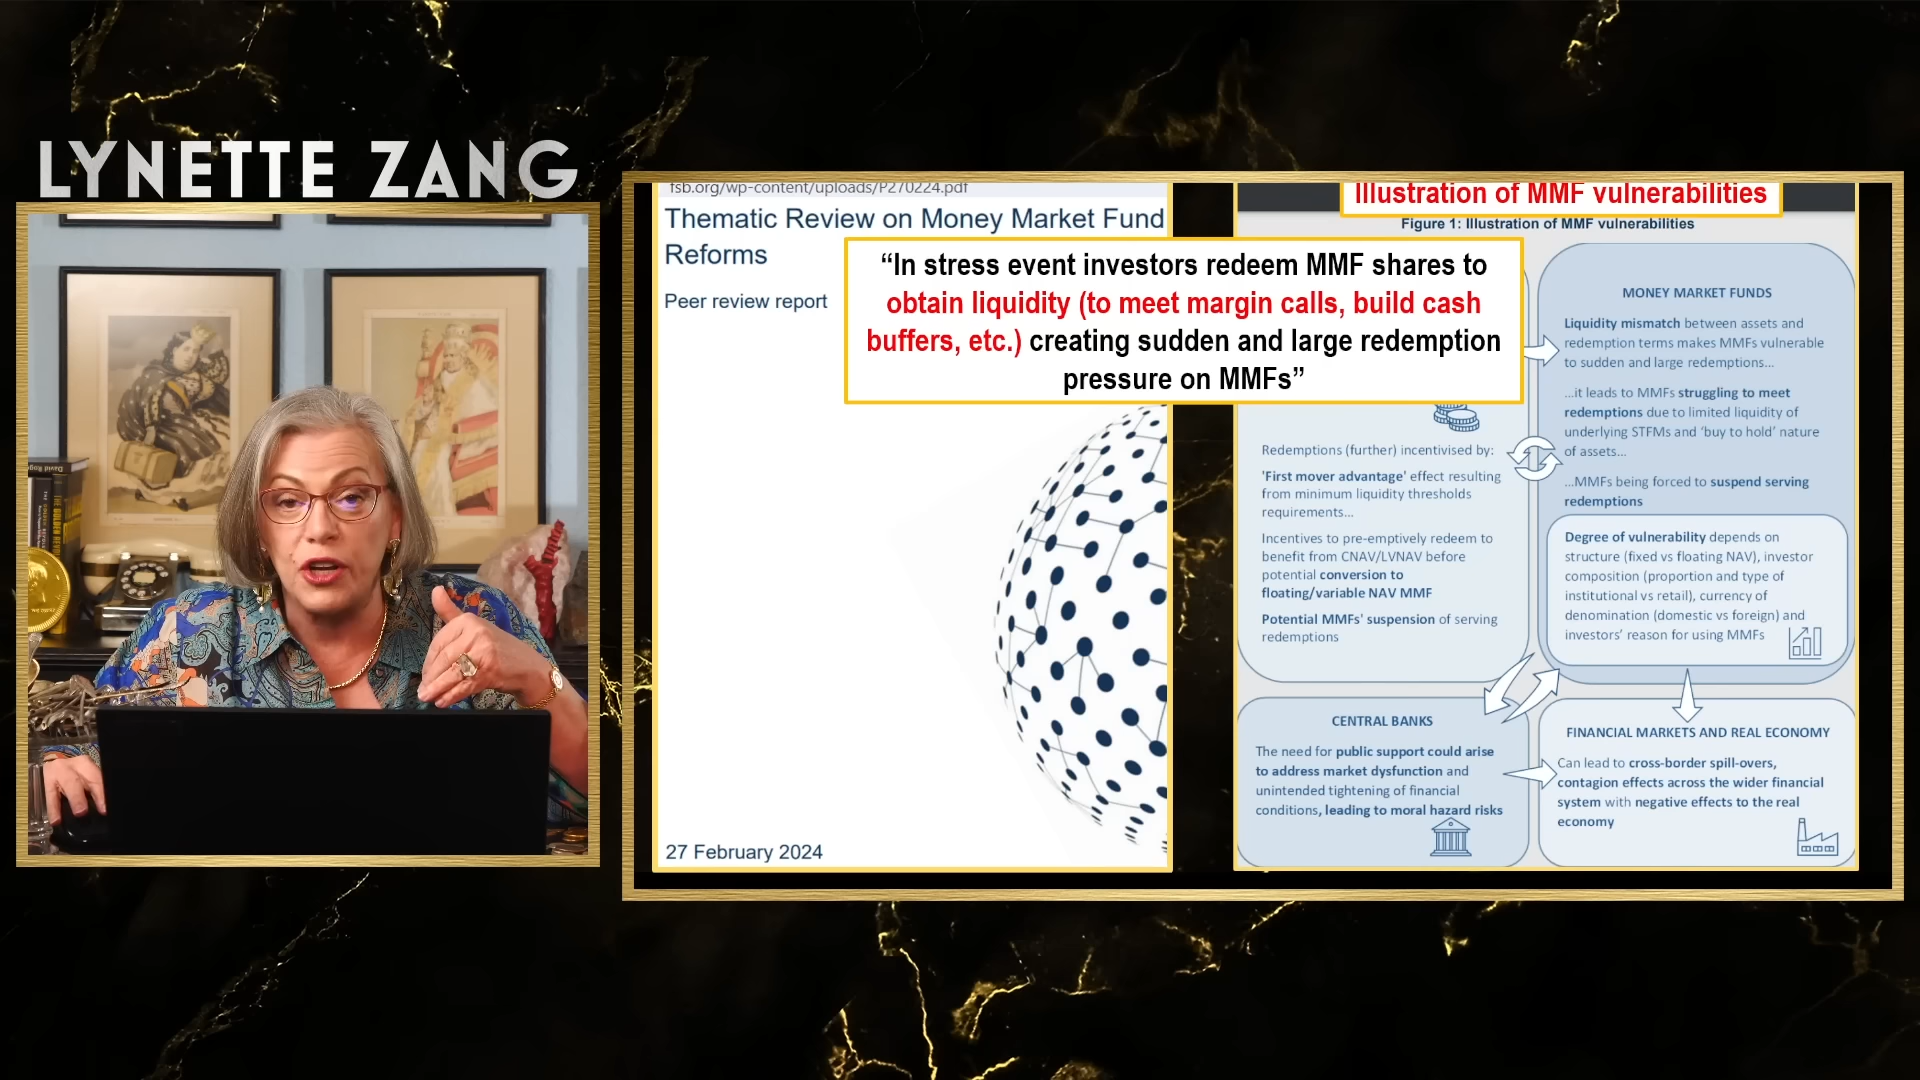 LYNETTE ZANG
fsb.org/wp-content/uploads/P270224.pdf
Thematic Review on Money Market Fund
Reforms
Peer review report
27 February 2024
“In stress event investors redeem MMF shares to
obtain liquidity (to meet margin calls, build cash
buffers, etc.) creating sudden and large redemption
pressure on MMFs”
Illustration of MMF vulnerabilities
Figure 1: Illustration of MMF vulnerabilities
Redemptions (further) incentivised by:
'First mover advantage' effect resulting
from minimum liquidity thresholds
requirements...
Incentives to pre-emptively redeem to
benefit from CNAV/LVNAV before
potential conversion to
floating/variable NAV MMF
Potential MMFs' suspension of serving
redemptions
MONEY MARKET FUNDS
Liquidity mismatch between assets and
redemption terms makes MMFs vulnerable
to sudden and large redemptions...
...it leads to MMFs struggling to meet
redemptions due to limited liquidity of
underlying STFMs and ‘buy to hold’ nature
of assets...
...MMFs being forced to suspend serving
redemptions
Degree of vulnerability depends on
structure (fixed vs floating NAV), investor
composition (proportion and type of
institutional vs retail), currency of
denomination (domestic vs foreign) and
investors’ reason for using MMFs
CENTRAL BANKS
The need for public support could arise
to address market dysfunction and
unintended tightening of financial
conditions, leading to moral hazard risks
FINANCIAL MARKETS AND REAL ECONOMY
Can lead to cross-border spill-overs,
contagion effects across the wider financial
system with negative effects to the real
economy